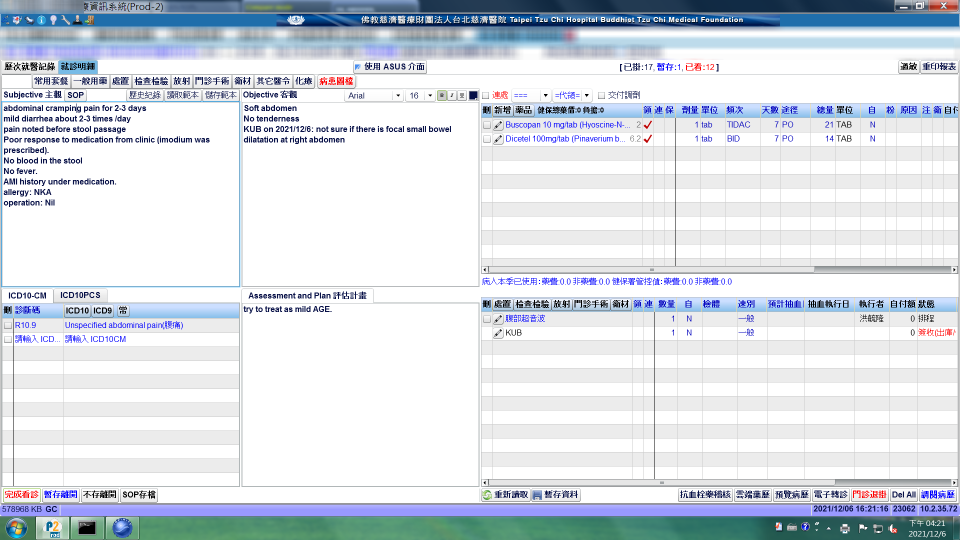 療資訊系統(Prod-2)
佛教慈濟醫療財團法人台北慈濟醫院 Taipei Tzu Chi Hospital Buddhist Tzu Chi Medical Foundation
歷次就醫記錄 就診明細 使用 ASUS 介面 [已掛:17, 暫存:1, 已看:12] 過敏 重印報表
常用套餐 一般用藥 處置 檢查檢驗 放射 門診手術 衛材 其它醫令 化療 病患圖檔
Subjective 主觀 SOP 歷史紀錄 讀取範本 儲存範本
abdominal cramping pain for 2-3 days
mild diarrhea about 2-3 times /day
pain noted before stool passage
Poor response to medication from clinic (imodium was
prescribed).
No blood in the stool
No fever.
AMI history under medication.
allergy: NKA
operation: Nil
Objective 客觀 Arial 16
Soft abdomen
No tenderness
KUB on 2021/12/6: not sure if there is focal small bowel
dilatation at right abdomen
連處 === =代碼= 交付調劑
刪 新增 藥品 健保總藥價:0 負擔:0 領 連 保 劑量 單位 頻次 天數 途徑 總量 單位 自 粉 原因 注 衛 自付
Buscopan 10 mg/tab (Hyoscine-N-... 2 1 tab TIDAC 7 PO 21 TAB N
Dicetel 100mg/tab (Pinaverium b... 6.2 1 tab BID 7 PO 14 TAB N
病人本季已使用:藥費:0.0 非藥費:0.0 健保署管控值:藥費:0.0 非藥費:0.0
ICD10-CM ICD10PCS
刪 診斷碼 ICD10 ICD9 常
R10.9 Unspecified abdominal pain(腹痛)
請輸入 ICD... 請輸入 ICD10CM
Assessment and Plan 評估計畫
try to treat as mild AGE.
刪 處置 檢查檢驗 放射 門診手術 衛材 領 連 數量 自 檢體 速別 預計抽血 抽血執行日 執行者 自付額 狀態
腹部超音波 1 N 一般 洪毓隆 0 排程
KUB 1 N 一般 0 簽收(出庫/
完成看診 暫存離開 不存離開 SOP存檔
重新讀取 暫存資料 抗血栓藥稽核 雲端藥歷 預覽病歷 電子轉診 門診退掛 Del All 調閱病歷
578968 KB GC 2021/12/06 16:21:16 23062 10.2.35.72
下午 04:21
2021/12/6